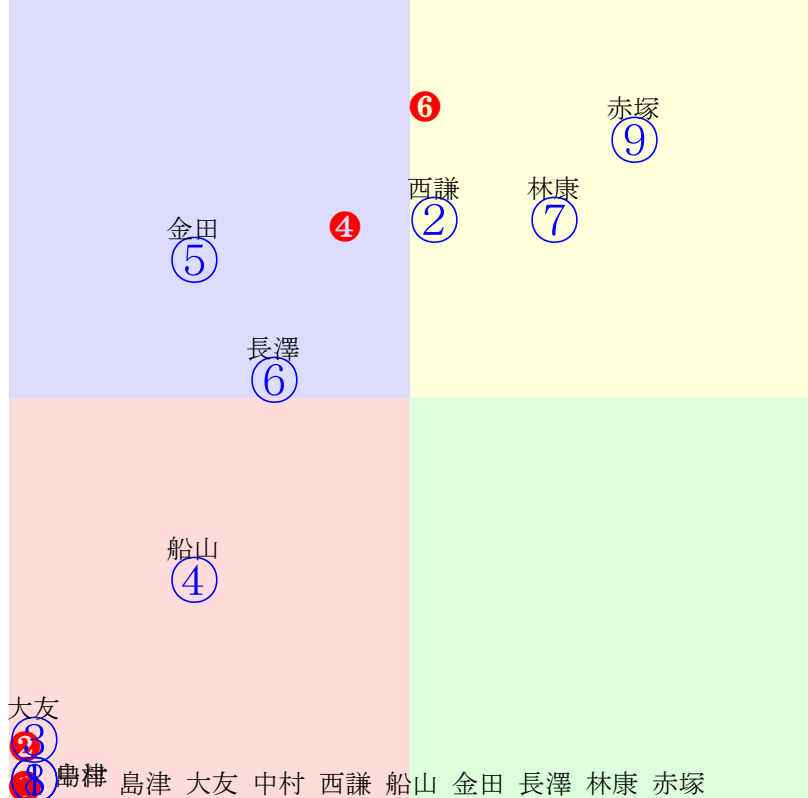 ❻
赤塚
⑨
西謙
②
林康
⑦
金田
⑤
❹
長澤
⑥
船山
④
大友
③
島津 大友 中村 西謙 船山 金田 長澤 林康 赤塚